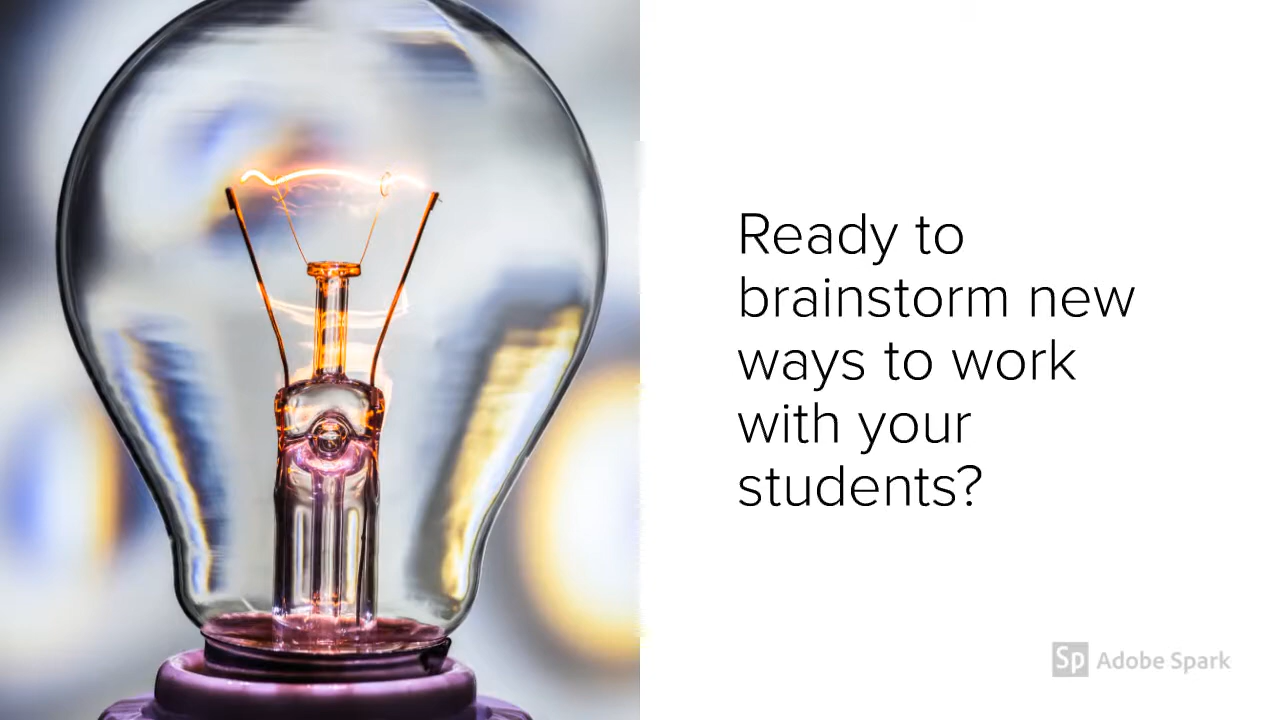 Ready to
brainstorm new
ways to work
with your
students?
Sp Adobe Spark